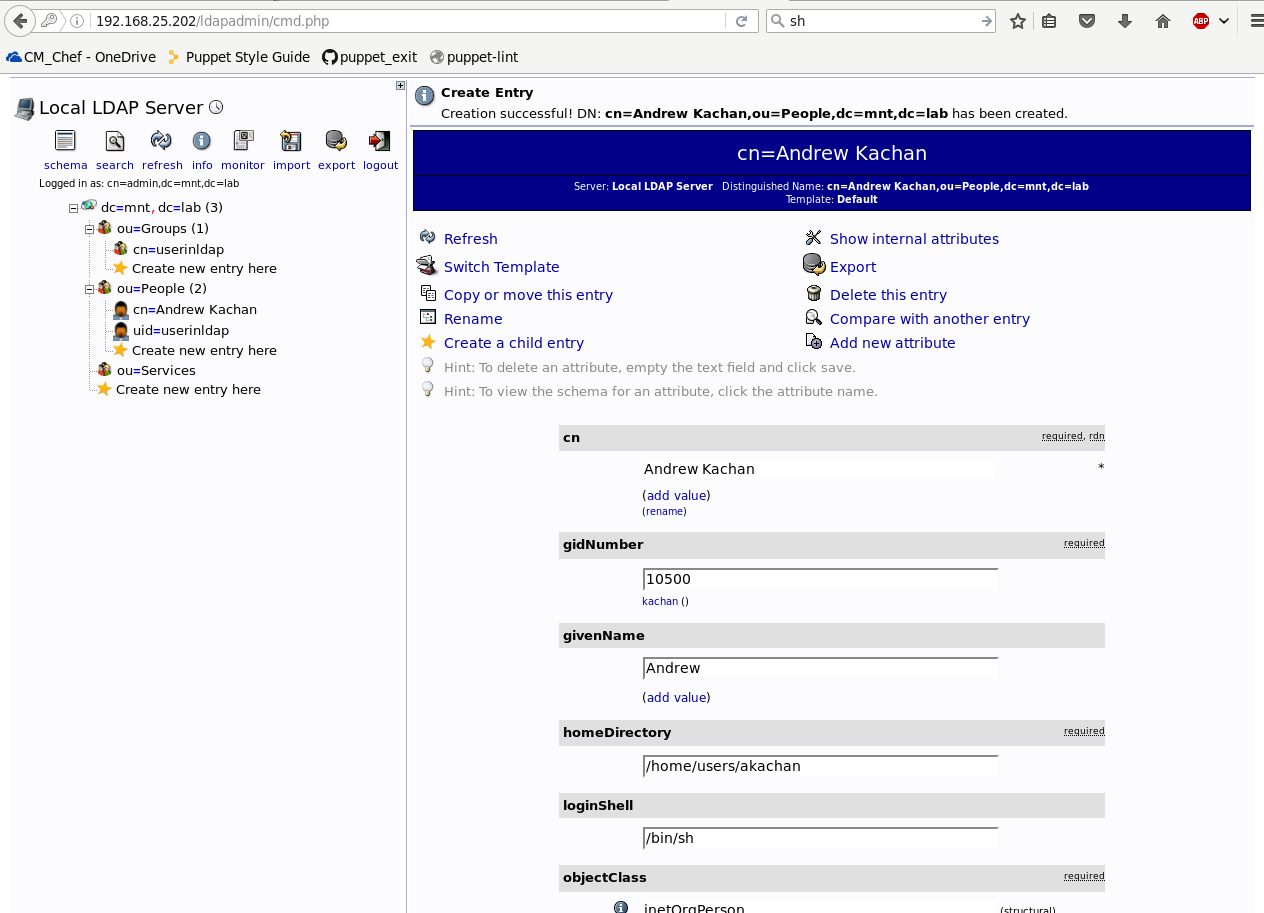 192.168.25.202/ldapadmin/cmd.php
sh
ABP
CM_Chef - OneDrive
Puppet Style Guide
puppet_exit
puppet-lint
Local LDAP Server
schema search refresh info monitor import export logout
Logged in as: cn=admin,dc=mnt,dc=lab
dc=mnt,dc=lab (3)
ou=Groups (1)
cn=userinldap
Create new entry here
ou=People (2)
cn=Andrew Kachan
uid=userinldap
Create new entry here
ou=Services
Create new entry here
Create Entry
Creation successful! DN: cn=Andrew Kachan,ou=People,dc=mnt,dc=lab has been created.
cn=Andrew Kachan
Server: Local LDAP Server Distinguished Name: cn=Andrew Kachan,ou=People,dc=mnt,dc=lab
Template: Default
Refresh
Show internal attributes
Switch Template
Export
Copy or move this entry
Delete this entry
Rename
Compare with another entry
Create a child entry
Add new attribute
Hint: To delete an attribute, empty the text field and click save.
Hint: To view the schema for an attribute, click the attribute name.
cn required, rdn
Andrew Kachan *
(add value)
(rename)
gidNumber required
10500
kachan ()
givenName
Andrew
(add value)
homeDirectory required
/home/users/akachan
loginShell
/bin/sh
objectClass required
inetOrgPerson (structural)